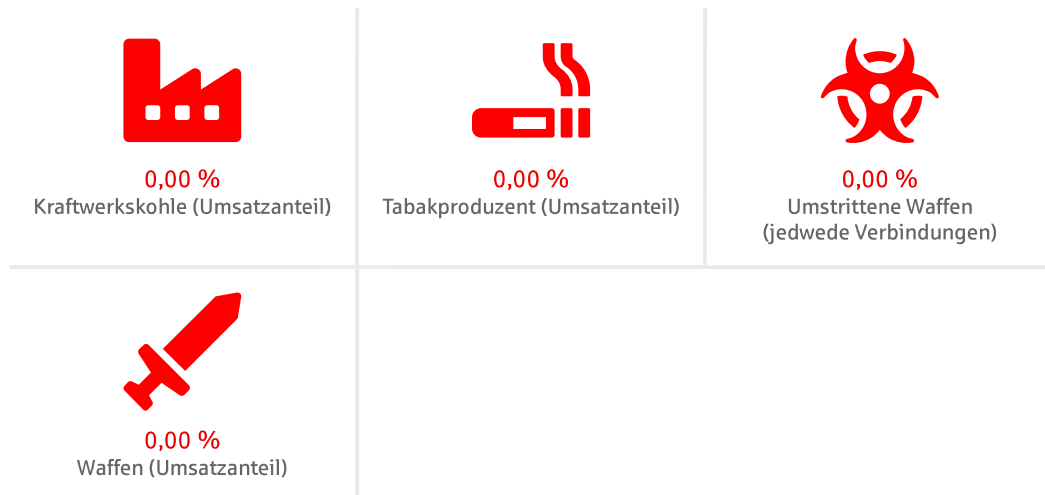 0,00 %
Kraftwerkskohle (Umsatzanteil)
0,00 %
Tabakproduzent (Umsatzanteil)
0,00 %
Umstrittene Waffen
(jedwede Verbindungen)
0,00 %
Waffen (Umsatzanteil)